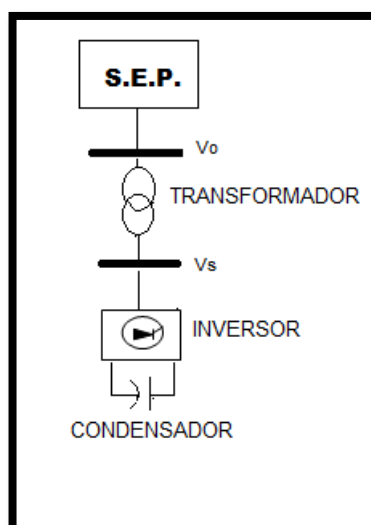 S.E.P.
Vo
TRANSFORMADOR
Vs
INVERSOR
CONDENSADOR